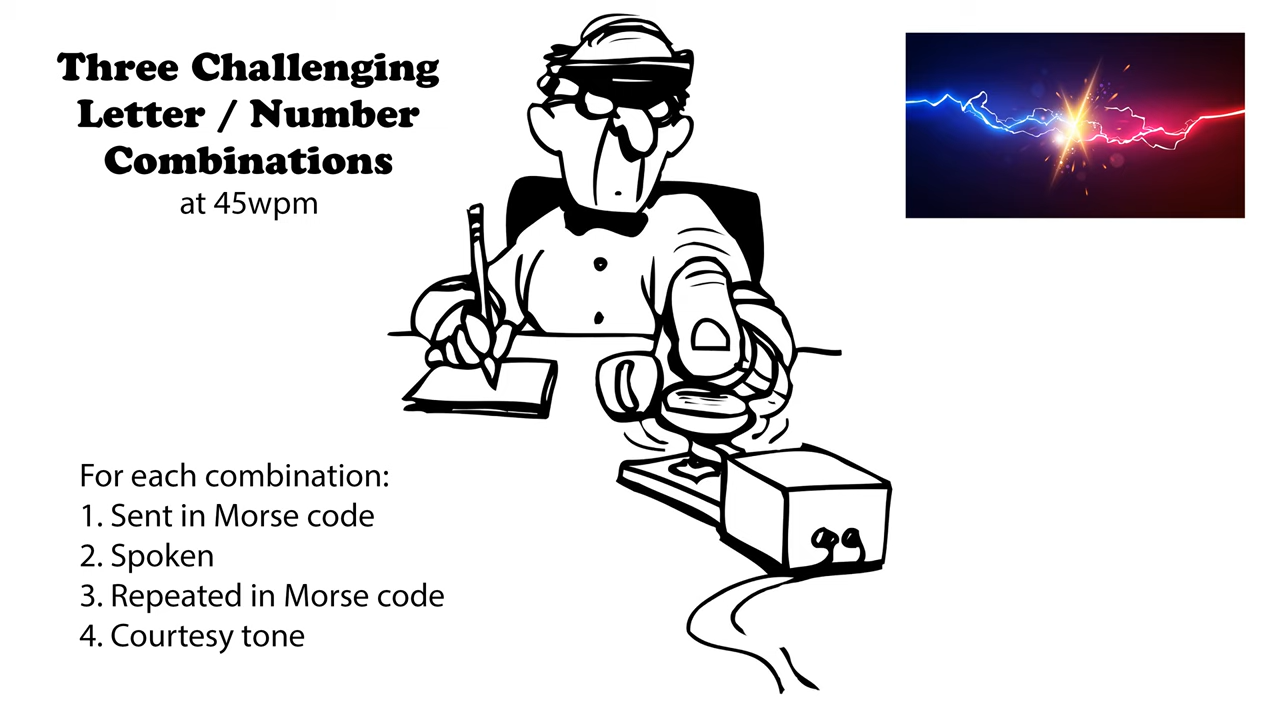 Three Challenging
Letter / Number
Combinations
at 45wpm
For each combination:
1. Sent in Morse code
2. Spoken
3. Repeated in Morse code
4. Courtesy tone